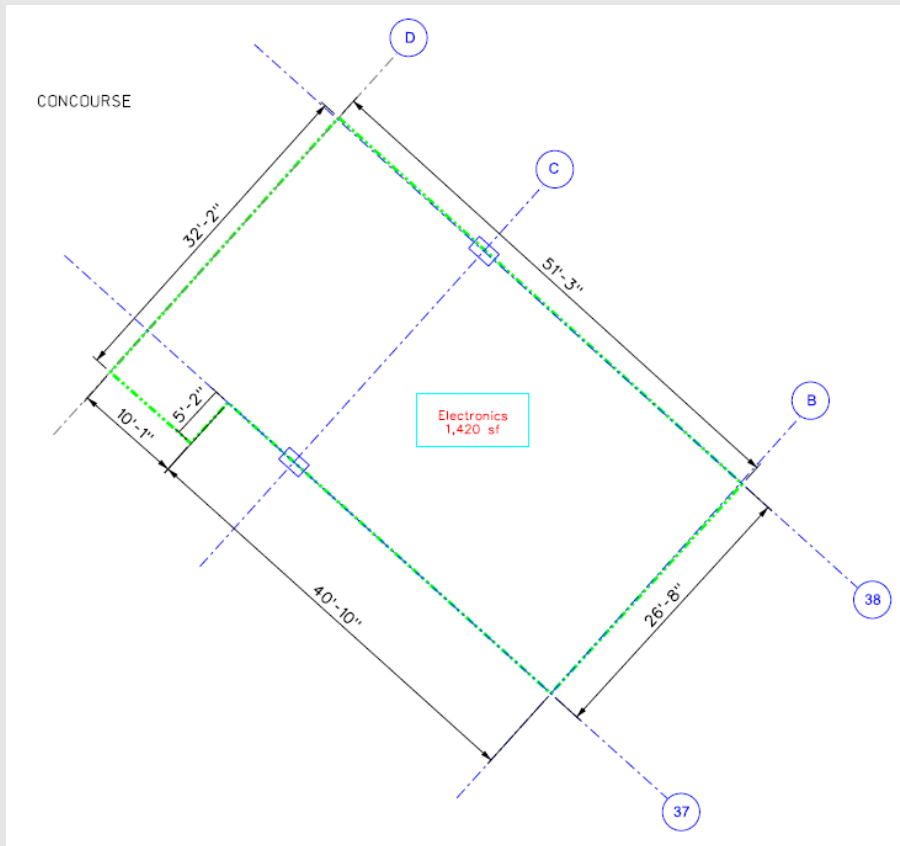 D
CONCOURSE
C
32'-2"
51'-3"
B
5'-2"
10'-1"
Electronics
1,420 sf
40'-10"
26'-8"
38
37